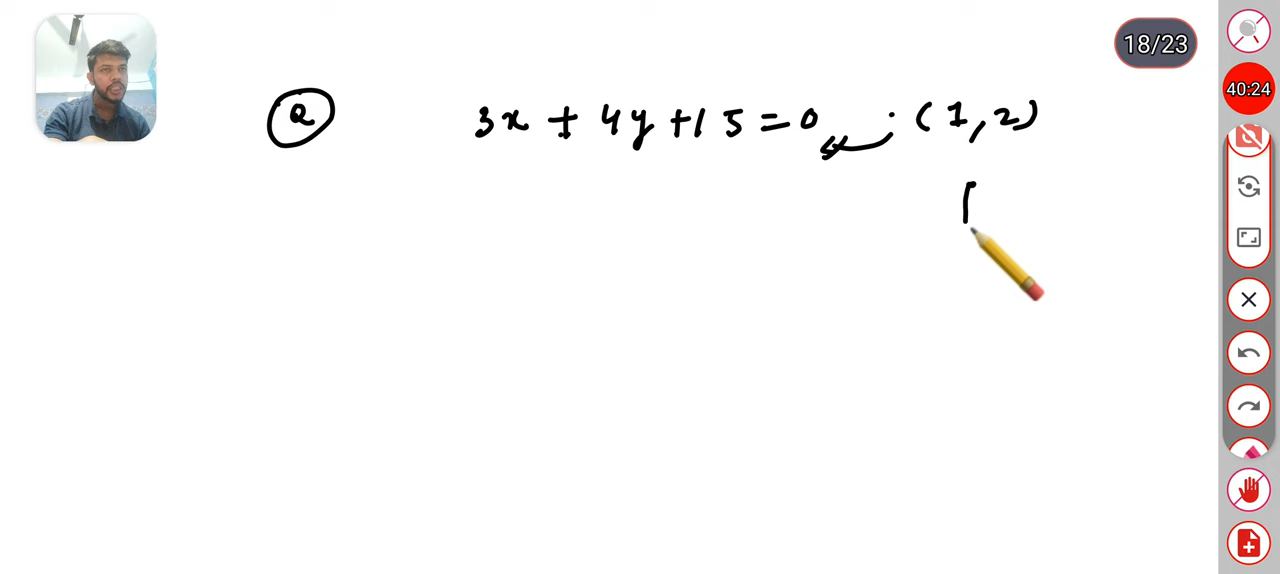 18/23
40:24
Q 3x + 4y + 15 = 0 . (1, 2)